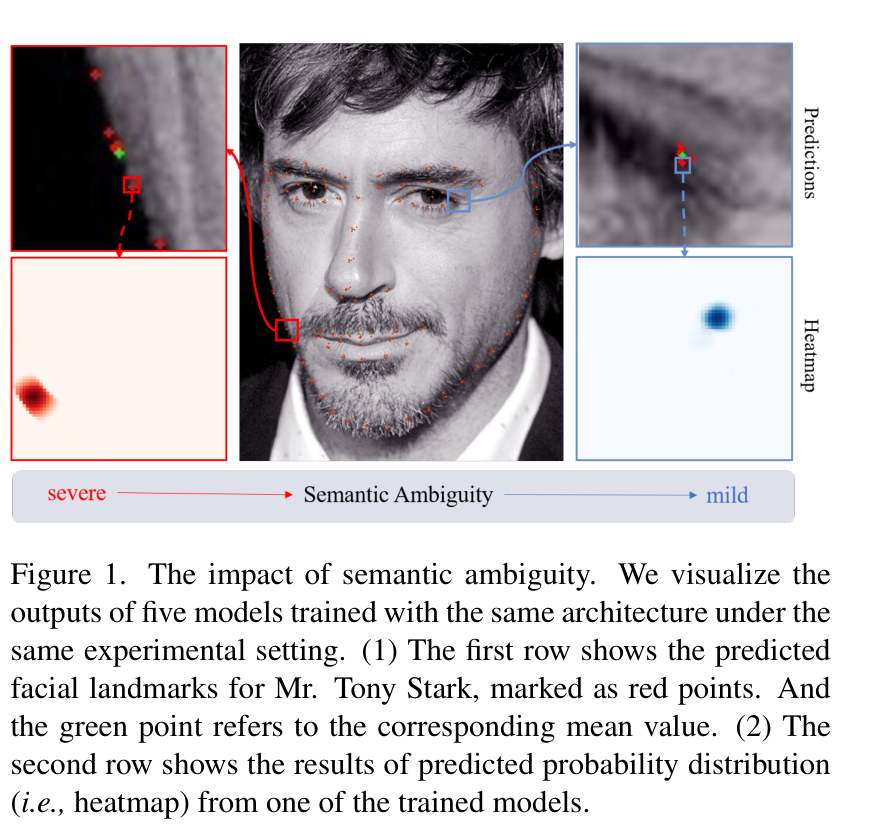 Predictions
Heatmap
severe
Semantic Ambiguity
mild
Figure 1. The impact of semantic ambiguity. We visualize the
outputs of five models trained with the same architecture under the
same experimental setting. (1) The first row shows the predicted
facial landmarks for Mr. Tony Stark, marked as red points. And
the green point refers to the corresponding mean value. (2) The
second row shows the results of predicted probability distribution
(i.e., heatmap) from one of the trained models.